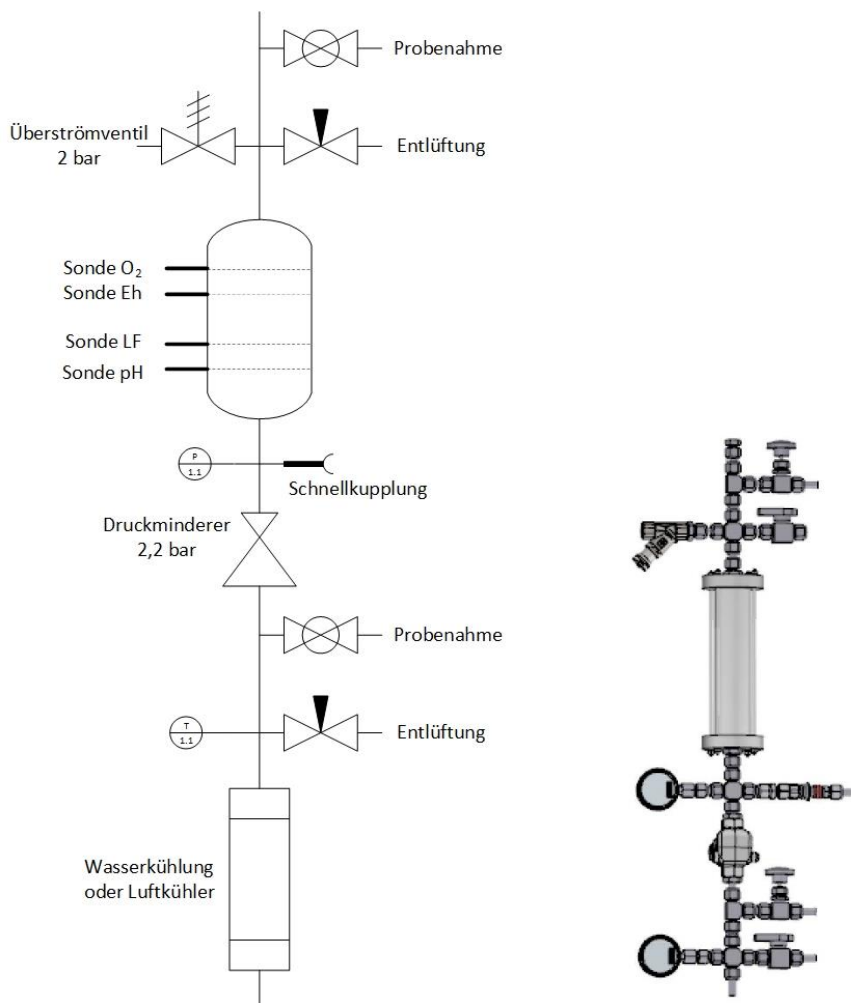 Probenahme
Überströmventil
2 bar
Entlüftung
Sonde O₂
Sonde Eh
Sonde LF
Sonde pH
P
1.1
Schnellkupplung
Druckminderer
2,2 bar
Probenahme
T
1.1
Entlüftung
Wasserkühlung
oder Luftkühler